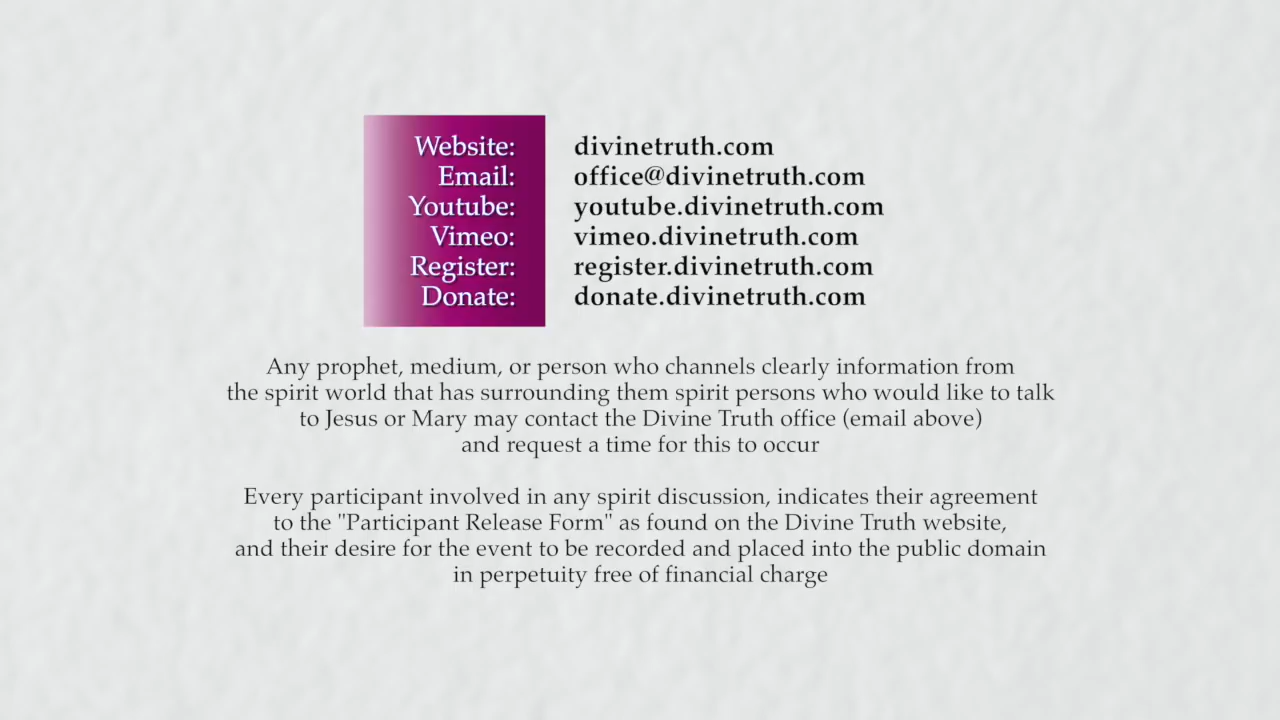 Website: divinetruth.com
Email: office@divinetruth.com
Youtube: youtube.divinetruth.com
Vimeo: vimeo.divinetruth.com
Register: register.divinetruth.com
Donate: donate.divinetruth.com
Any prophet, medium, or person who channels clearly information from
the spirit world that has surrounding them spirit persons who would like to talk
to Jesus or Mary may contact the Divine Truth office (email above)
and request a time for this to occur
Every participant involved in any spirit discussion, indicates their agreement
to the "Participant Release Form" as found on the Divine Truth website,
and their desire for the event to be recorded and placed into the public domain
in perpetuity free of financial charge